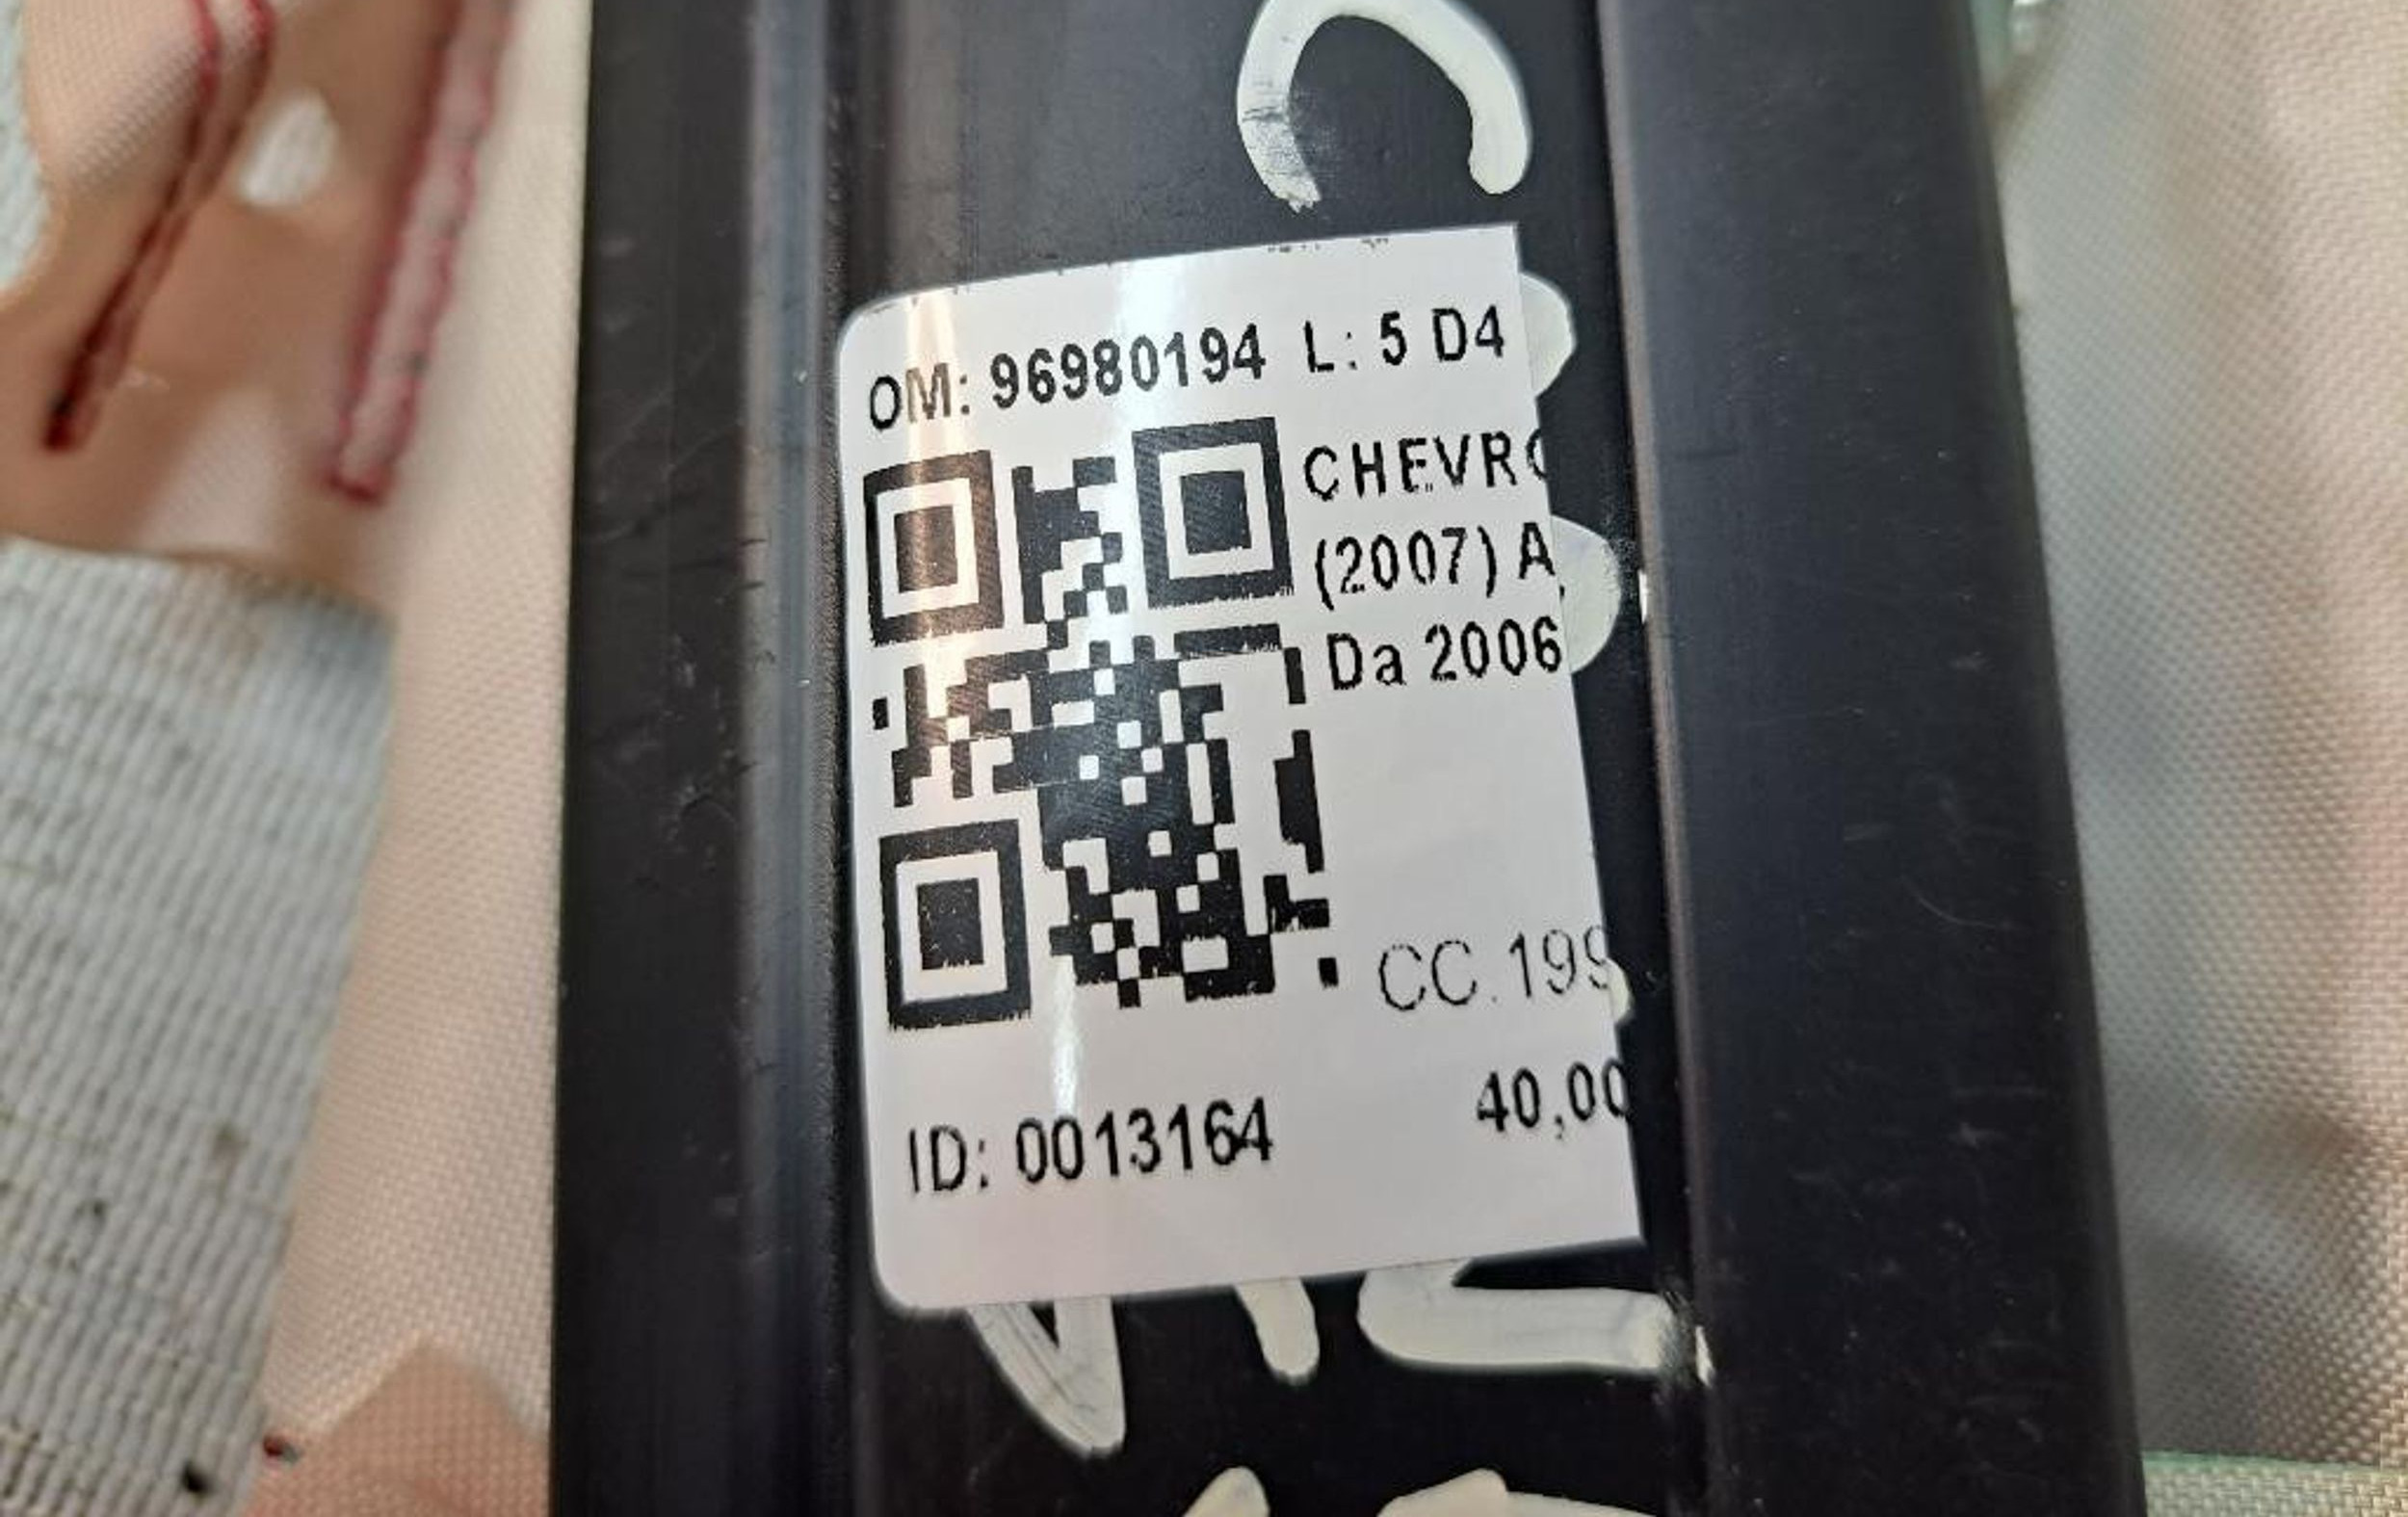 OM: 96980194 L: 5 D4
CHEVRO
(2007) A,
Da 2006
CC.199
40,00
ID: 0013164